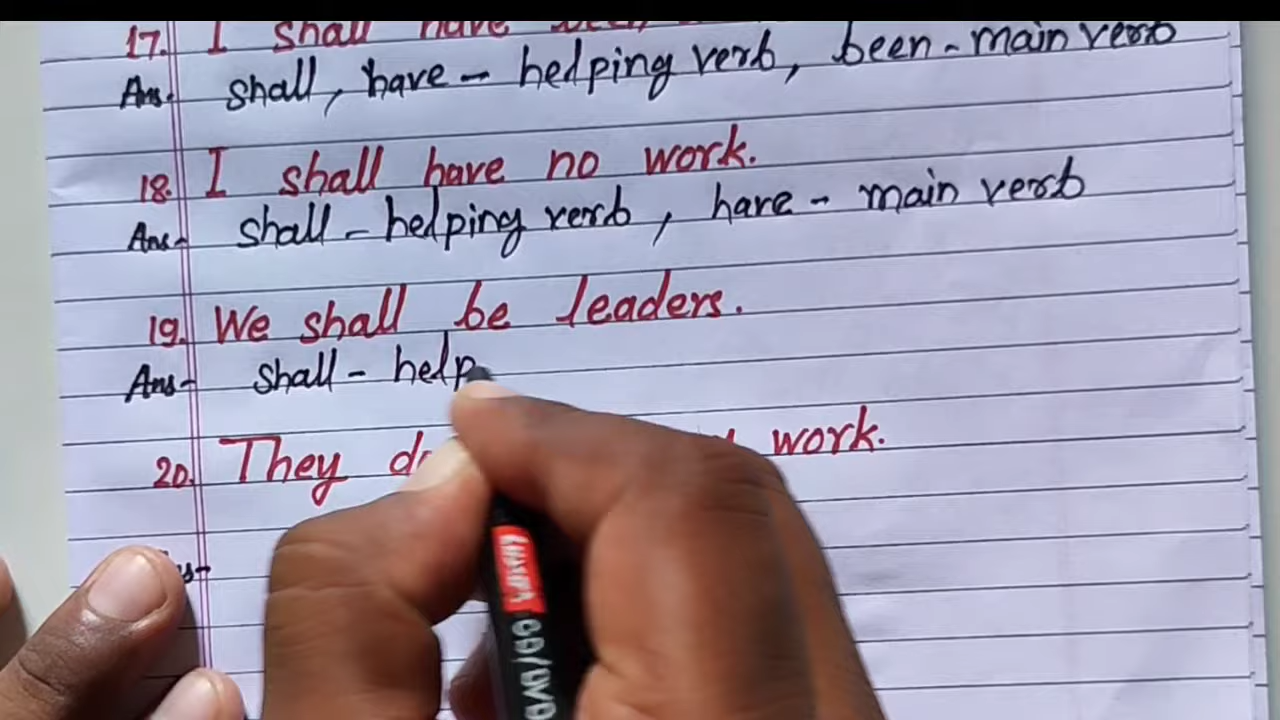 17. I shall have been
Ans. shall, have - helping verb, been - main verb
18. I shall have no work.
Ans- shall - helping verb, have - main verb
19. We shall be leaders.
Ans- shall - help
20. They work.